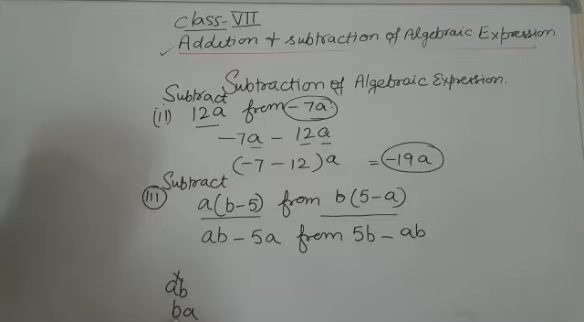 Class-VII
Addition + subtraction of Algebraic Expression
Subtraction of Algebraic Expression.
Subtract
(ii) 12a from -7a
-7a - 12a
(-7-12)a = -19a
Subtract
(iii) a(b-5) from b(5-a)
ab-5a from 5b-ab
ab
ba